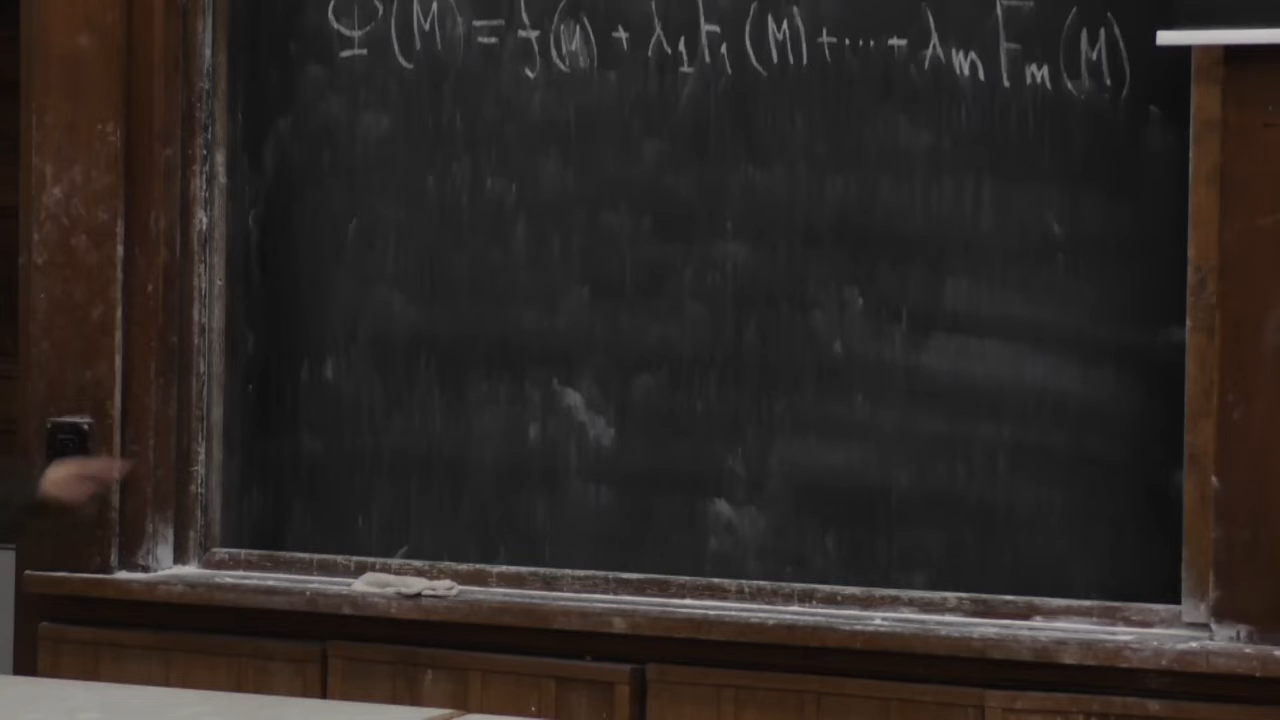 Φ(M) = f(M) + λ₁F₁(M) + ··· + λₘFₘ(M)